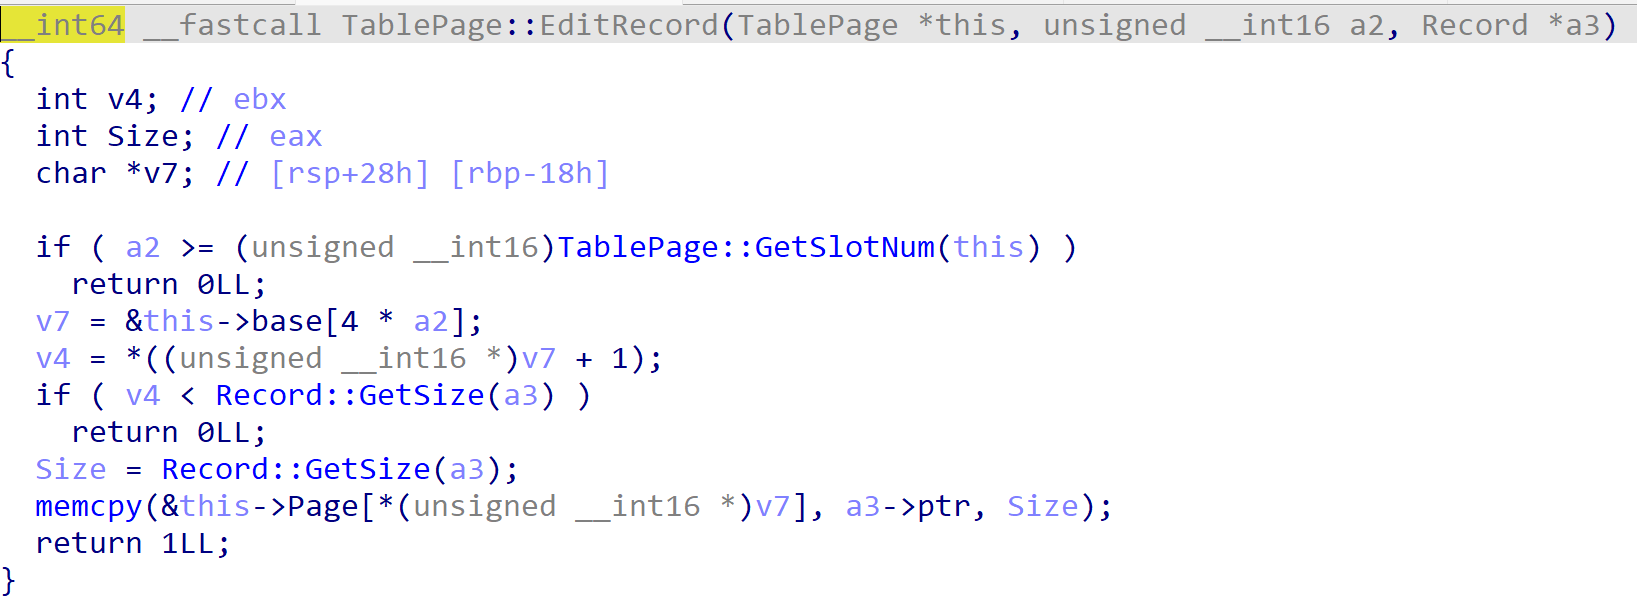 __int64 __fastcall TablePage::EditRecord(TablePage *this, unsigned __int16 a2, Record *a3)
{
  int v4; // ebx
  int Size; // eax
  char *v7; // [rsp+28h] [rbp-18h]

  if ( a2 >= (unsigned __int16)TablePage::GetSlotNum(this) )
    return 0LL;
  v7 = &this->base[4 * a2];
  v4 = *((unsigned __int16 *)v7 + 1);
  if ( v4 < Record::GetSize(a3) )
    return 0LL;
  Size = Record::GetSize(a3);
  memcpy(&this->Page[*(unsigned __int16 *)v7], a3->ptr, Size);
  return 1LL;
}